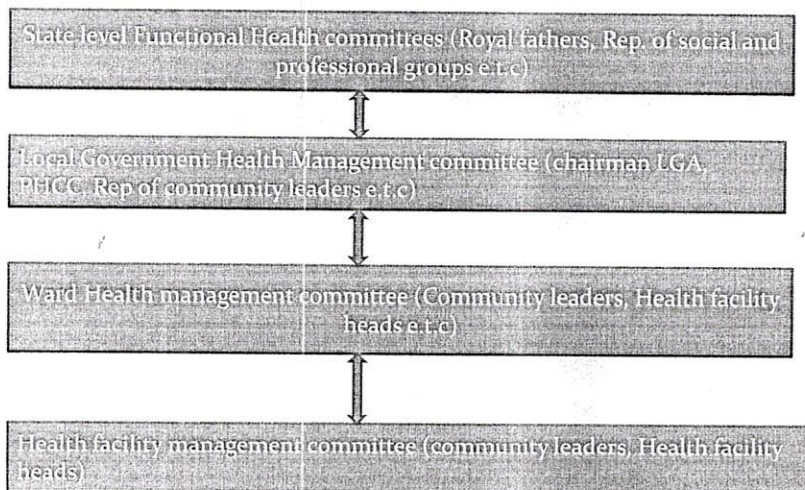 State level Functional Health committees (Royal fathers, Rep. of social and
professional groups e.t.c)
Local Government Health Management committee (chairman LGA,
PHCC, Rep of community leaders e.t.c)
Ward Health management committee (Community leaders, Health facility
heads e.t.c)
Health facility management committee (community leaders, Health facility
heads)